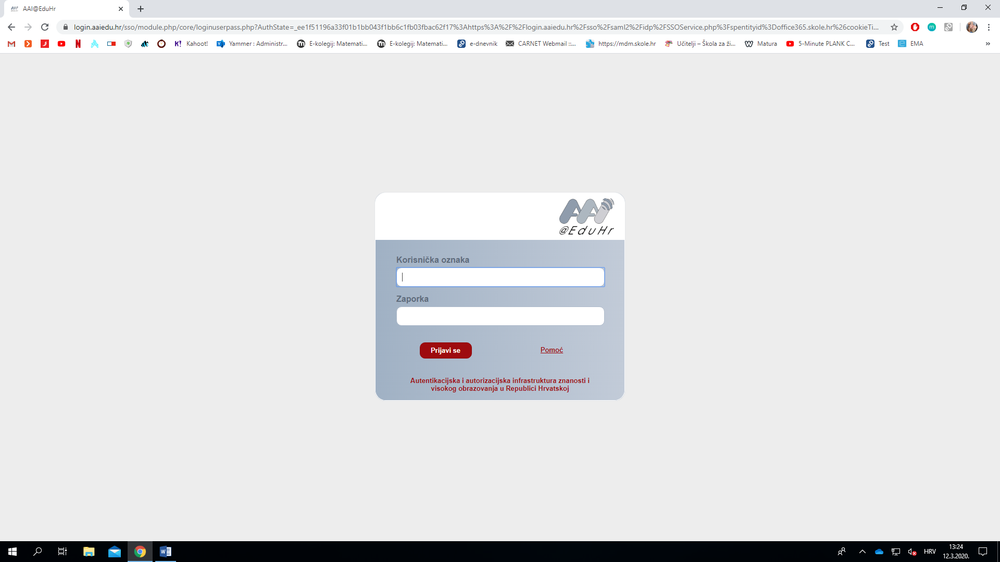 AAI@EduHr
login.aaiedu.hr/sso/module.php/core/loginuserpass.php?AuthState=_ee1f51196a33f01b1bb043f1bb6c1fb03fbac62f17%3Ahttps%3A%2F%2Flogin.aaiedu.hr%2Fsso%2Fsaml2%2Fidp%2FSSOService.php%3Fspentityid%3Doffice365.skole.hr%26cookieTi...
Kahoot! Yammer : Administr... E-kolegij: Matemati... E-kolegij: Matemati... e-dnevnik CARNET Webmail ::... https://mdm.skole.hr Učitelji – Škola za ži... Matura 5-Minute PLANK C... Test EMA »
AAI
@EduHr
Korisnička oznaka
Zaporka
Prijavi se Pomoć
Autentikacijska i autorizacijska infrastruktura znanosti i
visokog obrazovanja u Republici Hrvatskoj
HRV 13:24
12.3.2020.